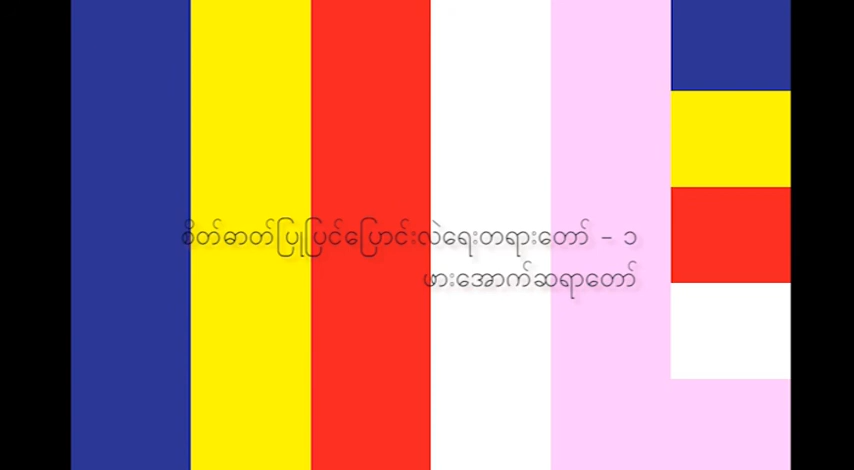 စိတ်ဓာတ်ပြုပြင်ပြောင်းလဲရေးတရားတော် - ၁
ဖားအောက်ဆရာတော်